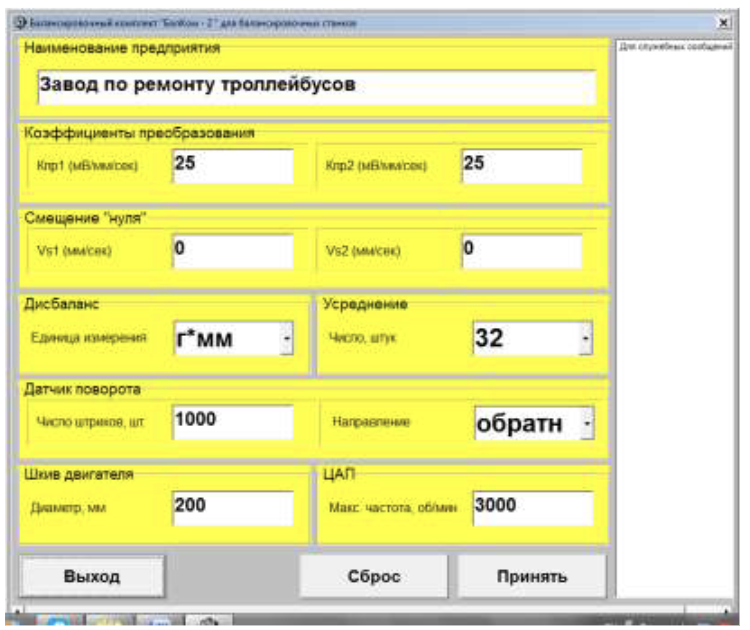 Балансировочный комплект "БалКом - 2" для балансировочных станков
Наименование предприятия
Для служебных сообщений
Завод по ремонту троллейбусов
Коэффициенты преобразования
Кпр1 (мВ/мм/сек) 25 Кпр2 (мВ/мм/сек) 25
Смещение "нуля"
Vs1 (мм/сек) 0 Vs2 (мм/сек) 0
Дисбаланс Усреднение
Единица измерения г*мм Число, штук 32
Датчик поворота
Число штрихов, шт 1000 Направление обратн
Шкив двигателя ЦАП
Диаметр, мм 200 Макс. частота, об/мин 3000
Выход Сброс Принять